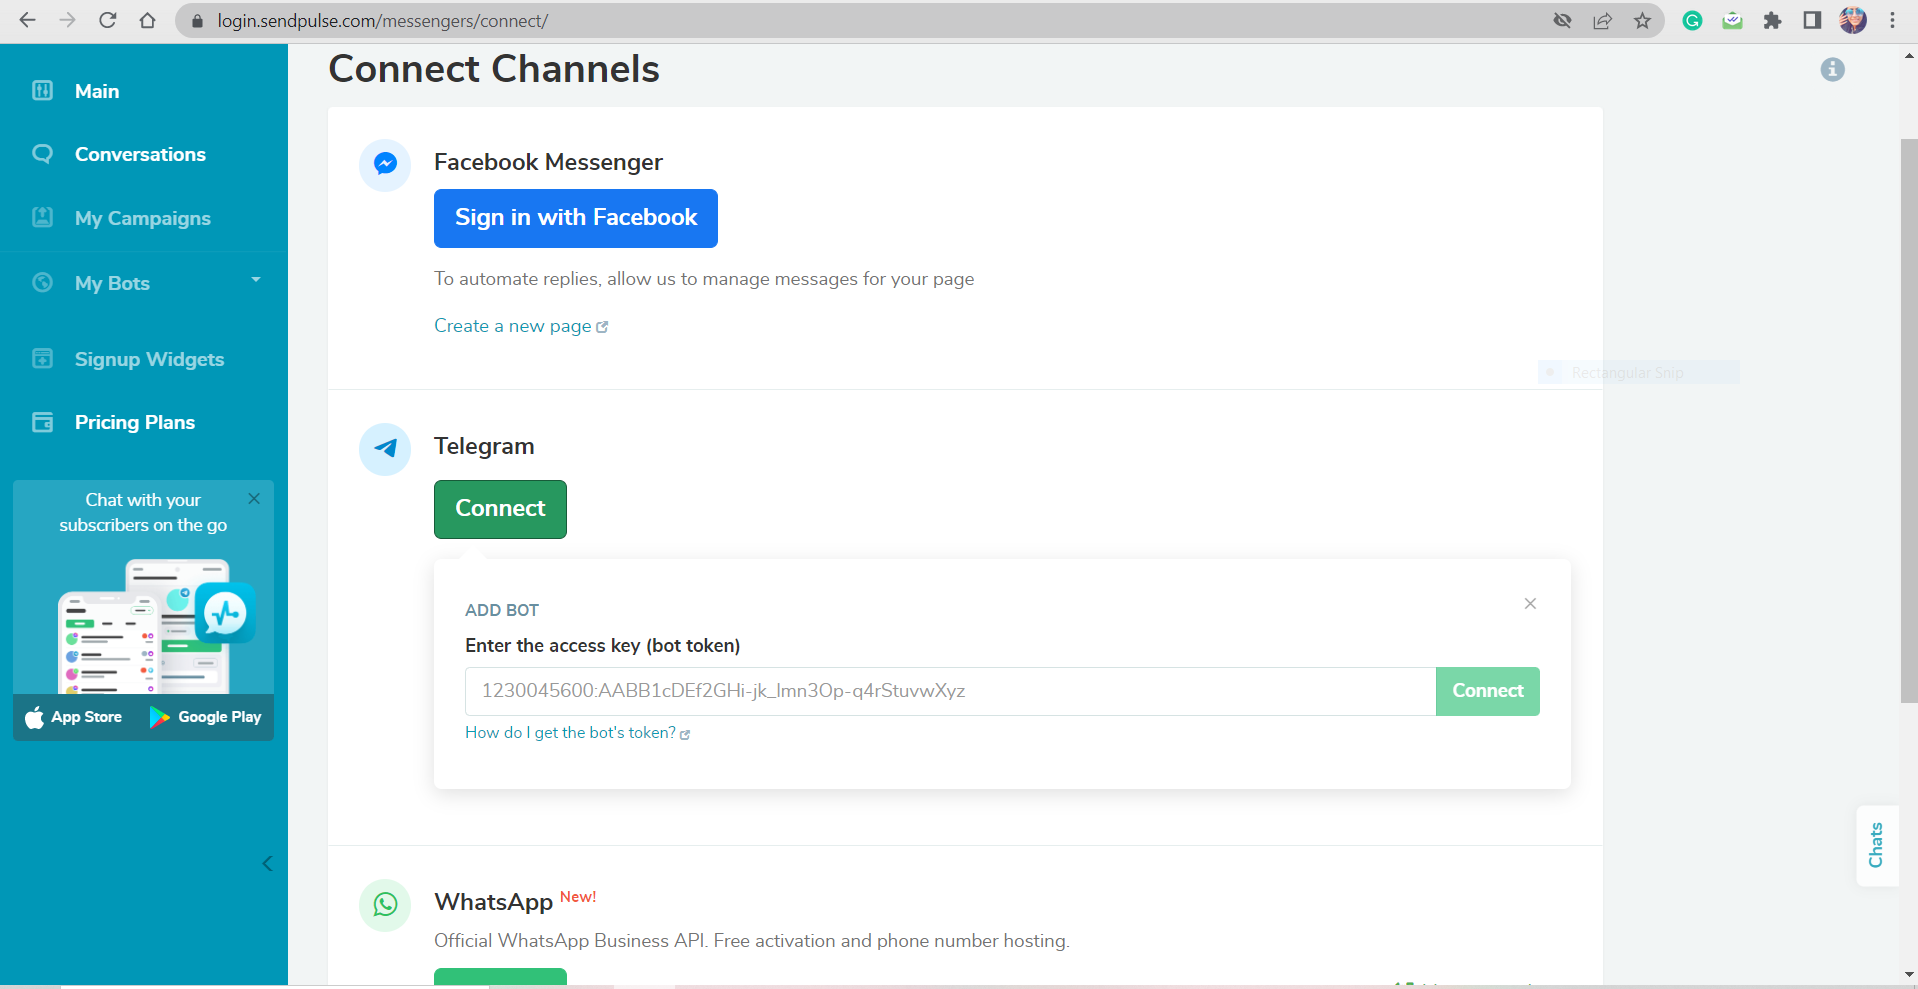 login.sendpulse.com/messengers/connect/
Main
Conversations
My Campaigns
My Bots
Signup Widgets
Pricing Plans
Chat with your
subscribers on the go
App Store
Google Play
Connect Channels
Facebook Messenger
Sign in with Facebook
To automate replies, allow us to manage messages for your page
Create a new page
Rectangular Snip
Telegram
Connect
ADD BOT
Enter the access key (bot token)
1230045600:AABB1cDEf2GHi-jk_lmn3Op-q4rStuvwXyz
Connect
How do I get the bot's token?
WhatsApp New!
Official WhatsApp Business API. Free activation and phone number hosting.
Chats